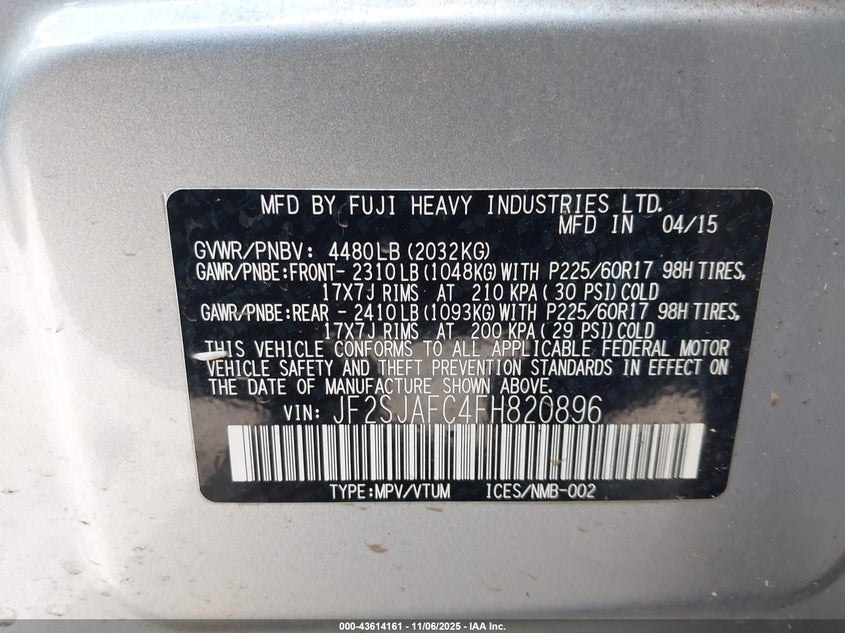 MFD BY FUJI HEAVY INDUSTRIES LTD.
MFD IN 04/15
GVWR/PNBV: 4480LB (2032KG)
GAWR/PNBE:FRONT- 2310 LB (1048KG) WITH P225/60R17 98H TIRES,
17X7J RIMS AT 210 KPA ( 30 PSI) COLD
GAWR/PNBE:REAR - 2410 LB (1093KG) WITH P225/60R17 98H TIRES,
17X7J RIMS AT 200 KPA ( 29 PSI) COLD
THIS VEHICLE CONFORMS TO ALL APPLICABLE FEDERAL MOTOR
VEHICLE SAFETY AND THEFT PREVENTION STANDARDS IN EFFECT ON
THE DATE OF MANUFACTURE SHOWN ABOVE.
VIN: JF2SJAFC4FH820896
TYPE:MPV/VTUM ICES/NMB-002
000-43614161 - 11/06/2025 - IAA Inc.